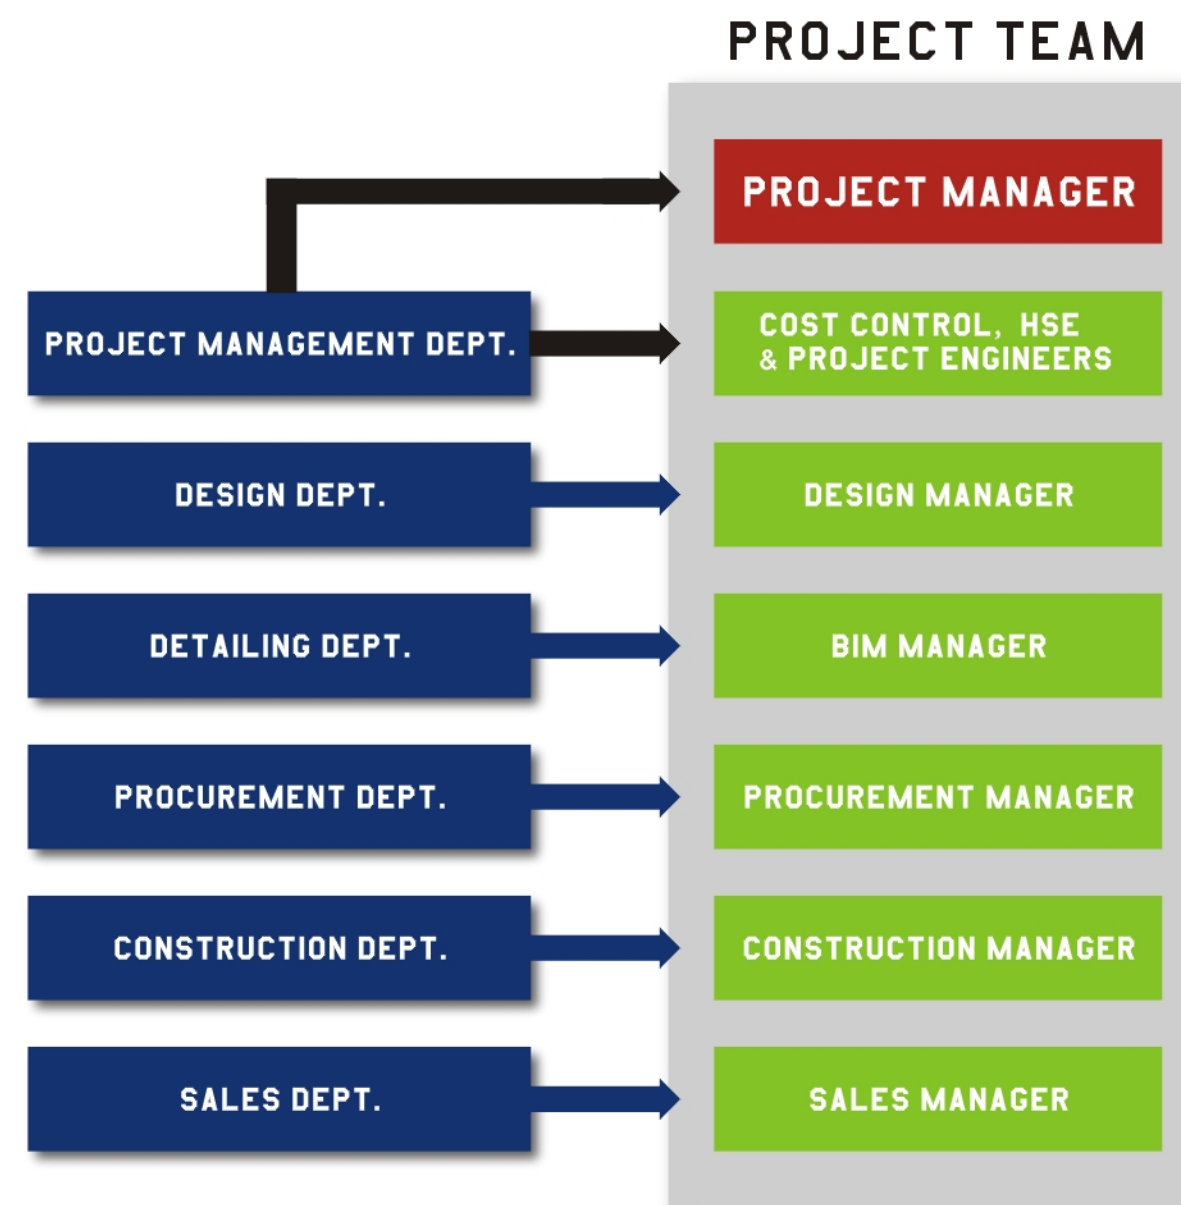 PROJECT TEAM
PROJECT MANAGER
PROJECT MANAGEMENT DEPT.
COST CONTROL, HSE
& PROJECT ENGINEERS
DESIGN DEPT.
DESIGN MANAGER
DETAILING DEPT.
BIM MANAGER
PROCUREMENT DEPT.
PROCUREMENT MANAGER
CONSTRUCTION DEPT.
CONSTRUCTION MANAGER
SALES DEPT.
SALES MANAGER